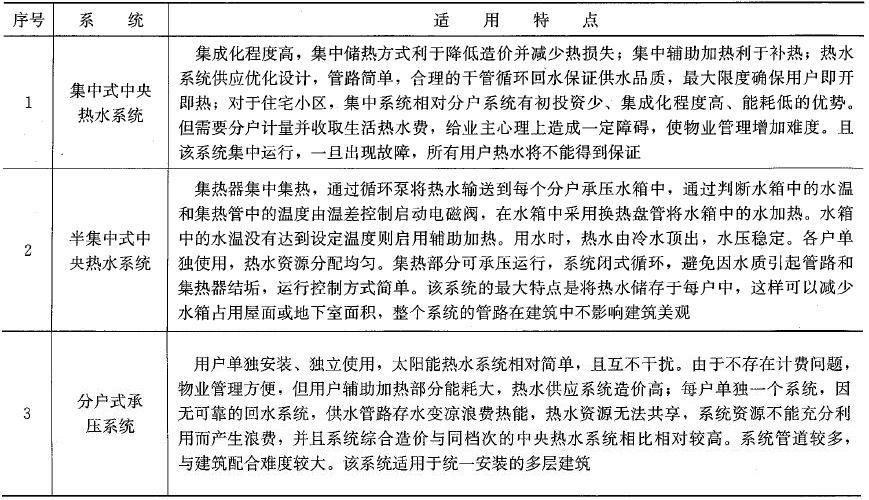 序号 系统 适用特点
1
集中式中央
热水系统
集成化程度高，集中储热方式利于降低造价并减少热损失；集中辅助加热利于补热；热水
系统供应优化设计，管路简单，合理的干管循环回水保证供水品质，最大限度确保用户即开
即热；对于住宅小区，集中系统相对分户系统有初投资少、集成化程度高、能耗低的优势。
但需要分户计量并收取生活热水费，给业主心理上造成一定障碍，使物业管理增加难度。且
该系统集中运行，一旦出现故障，所有用户热水将不能得到保证
2
半集中式中
央热水系统
集热器集中集热，通过循环泵将热水输送到每个分户承压水箱中，通过判断水箱中的水温
和集热管中的温度由温差控制启动电磁阀，在水箱中采用换热盘管将水箱中的水加热。水箱
中的水温没有达到设定温度则启用辅助加热。用水时，热水由冷水顶出，水压稳定。各户单
独使用，热水资源分配均匀。集热部分可承压运行，系统闭式循环，避免因水质引起管路和
集热器结垢，运行控制方式简单。该系统的最大特点是将热水储存于每户中，这样可以减少
水箱占用屋面或地下室面积，整个系统的管路在建筑中不影响建筑美观
3
分户式承
压系统
用户单独安装、独立使用，太阳能热水系统相对简单，且互不干扰。由于不存在计费问题，
物业管理方便，但用户辅助加热部分能耗大，热水供应系统造价高；每户单独一个系统，因
无可靠的回水系统，供水管路存水变凉浪费热能，热水资源无法共享，系统资源不能充分利
用而产生浪费，并且系统综合造价与同档次的中央热水系统相比相对较高。系统管道较多，
与建筑配合难度较大。该系统适用于统一安装的多层建筑